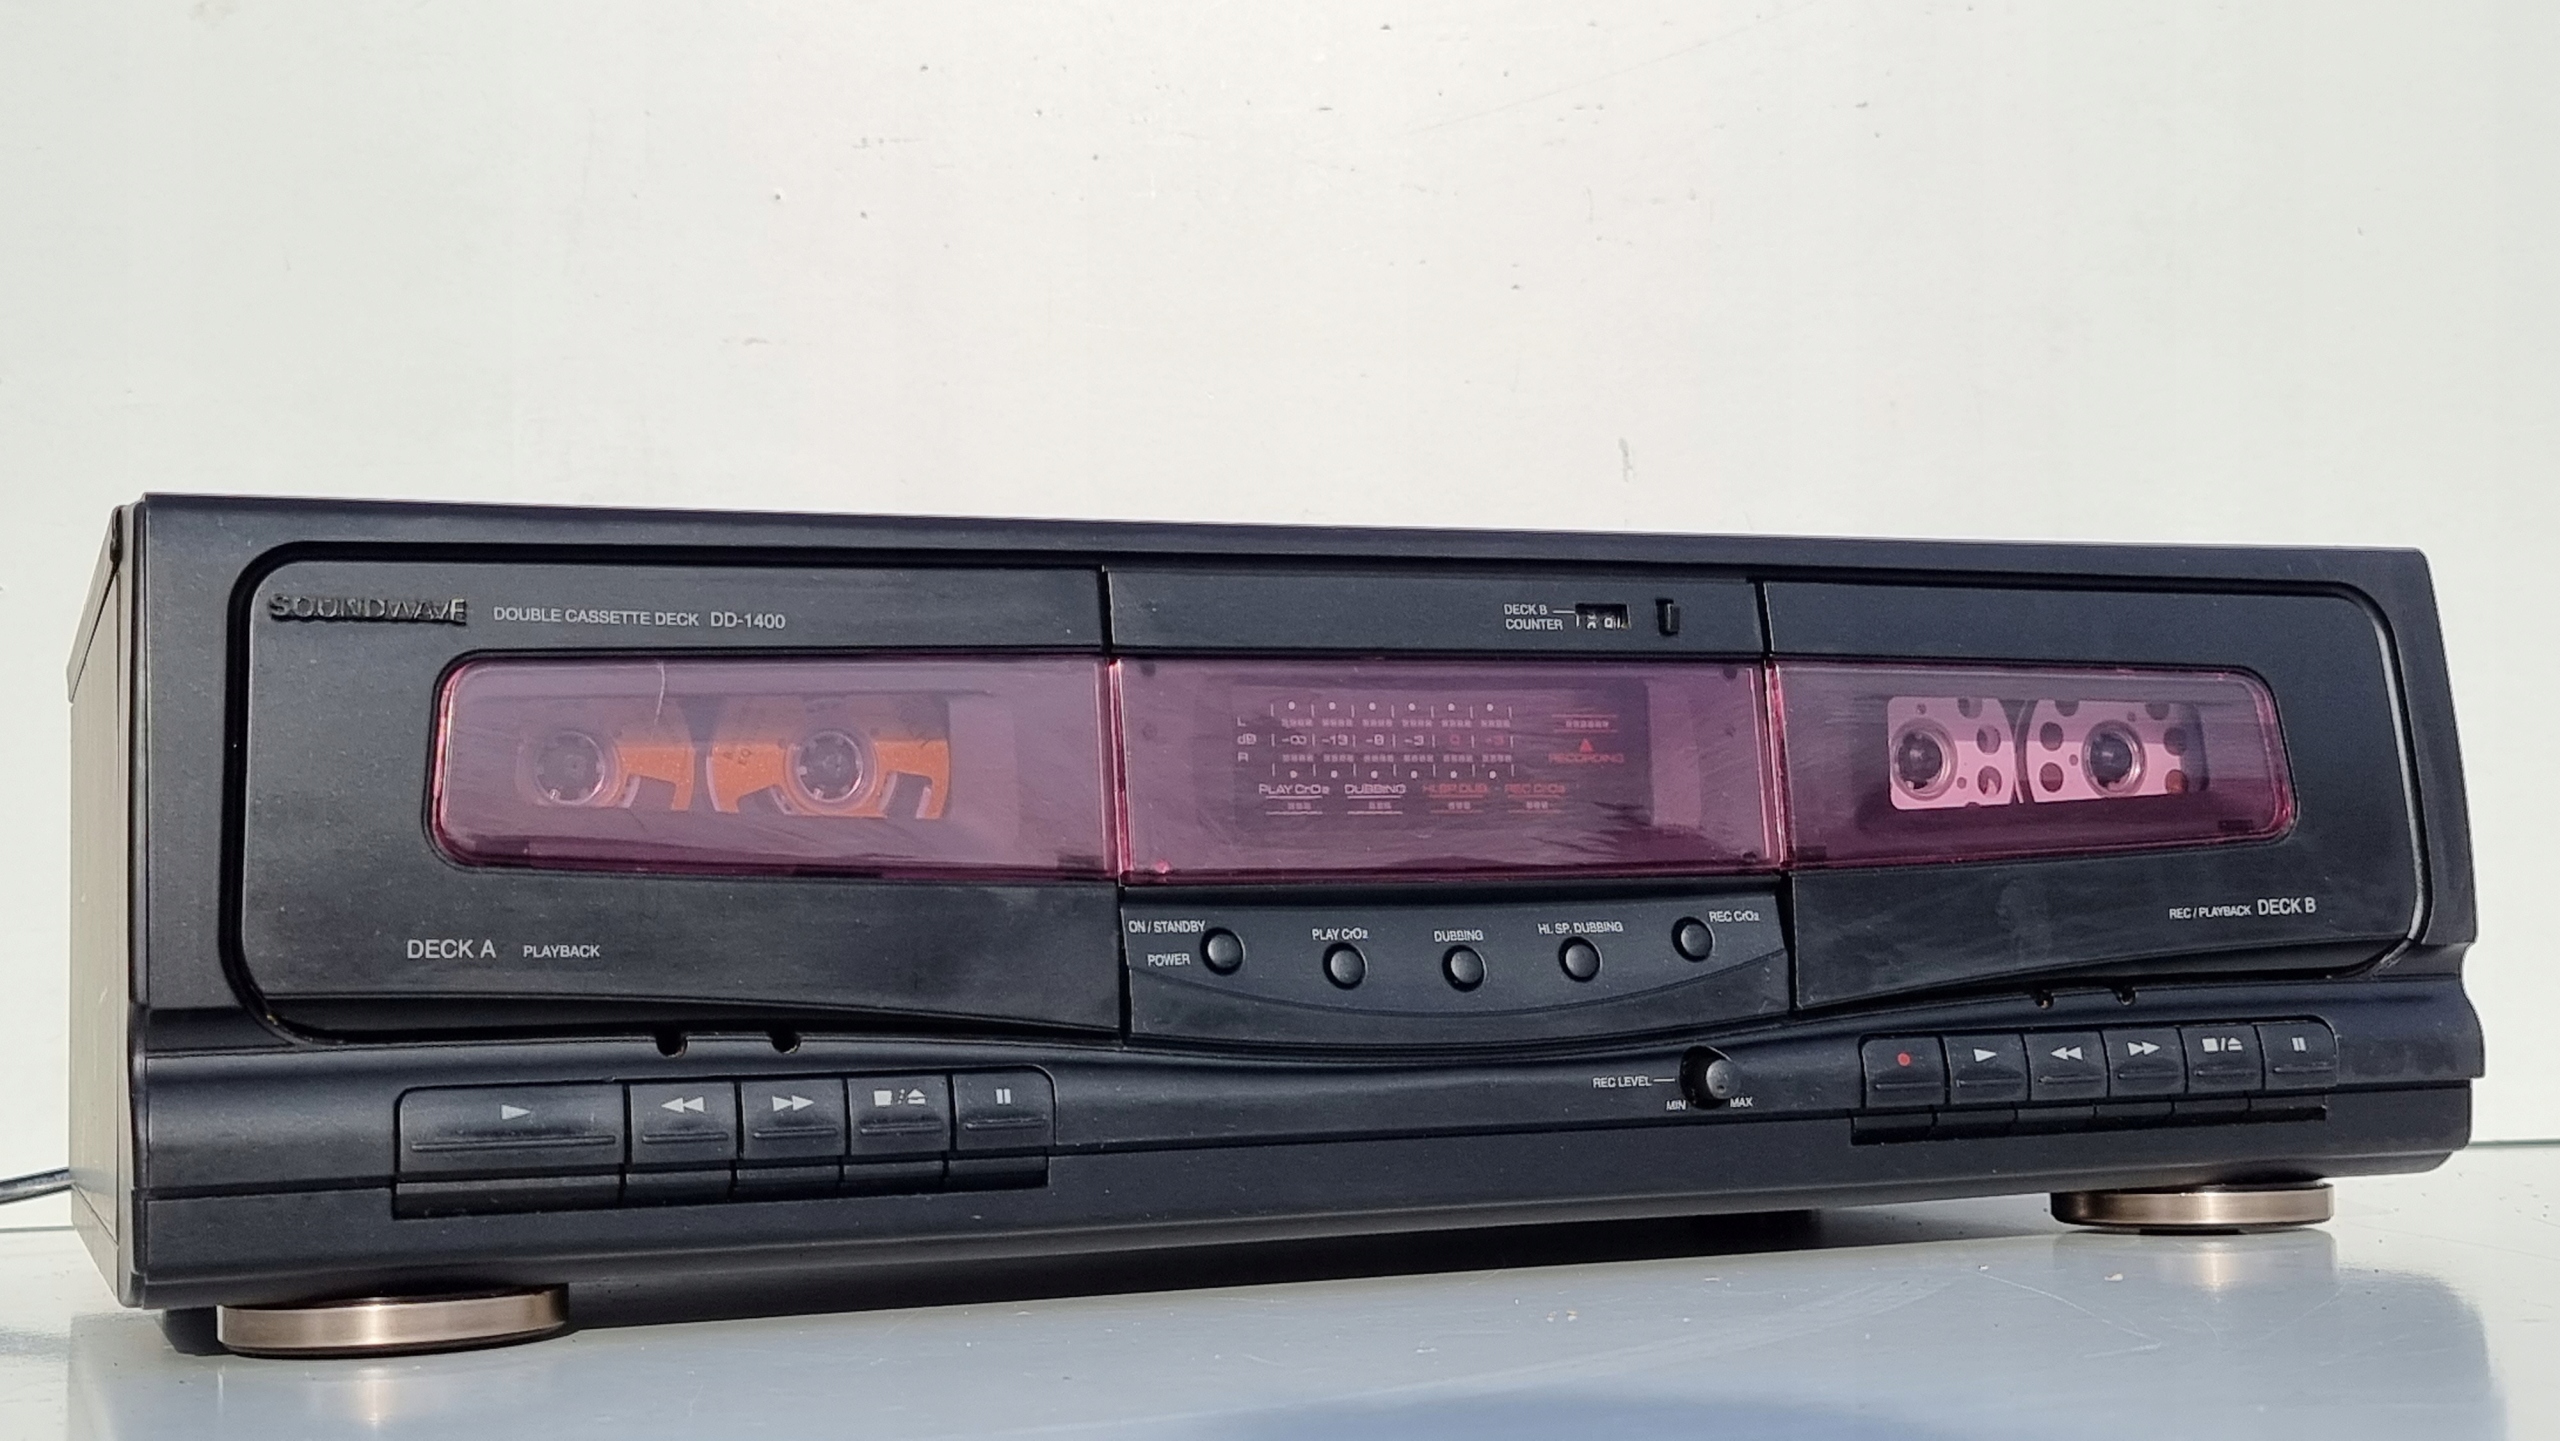 SOUNDWAVE DOUBLE CASSETTE DECK DD-1400
DECK B
COUNTER
L
dB -∞ -13 -8 -3 0 +3
R
RECORDING
PLAY CrO₂ DUBBING HI.SP.DUB. REC CrO₂
DECK A PLAYBACK
ON / STANDBY
POWER
PLAY CrO₂
DUBBING
HI. SP. DUBBING
REC CrO₂
REC / PLAYBACK DECK B
REC LEVEL
MIN MAX